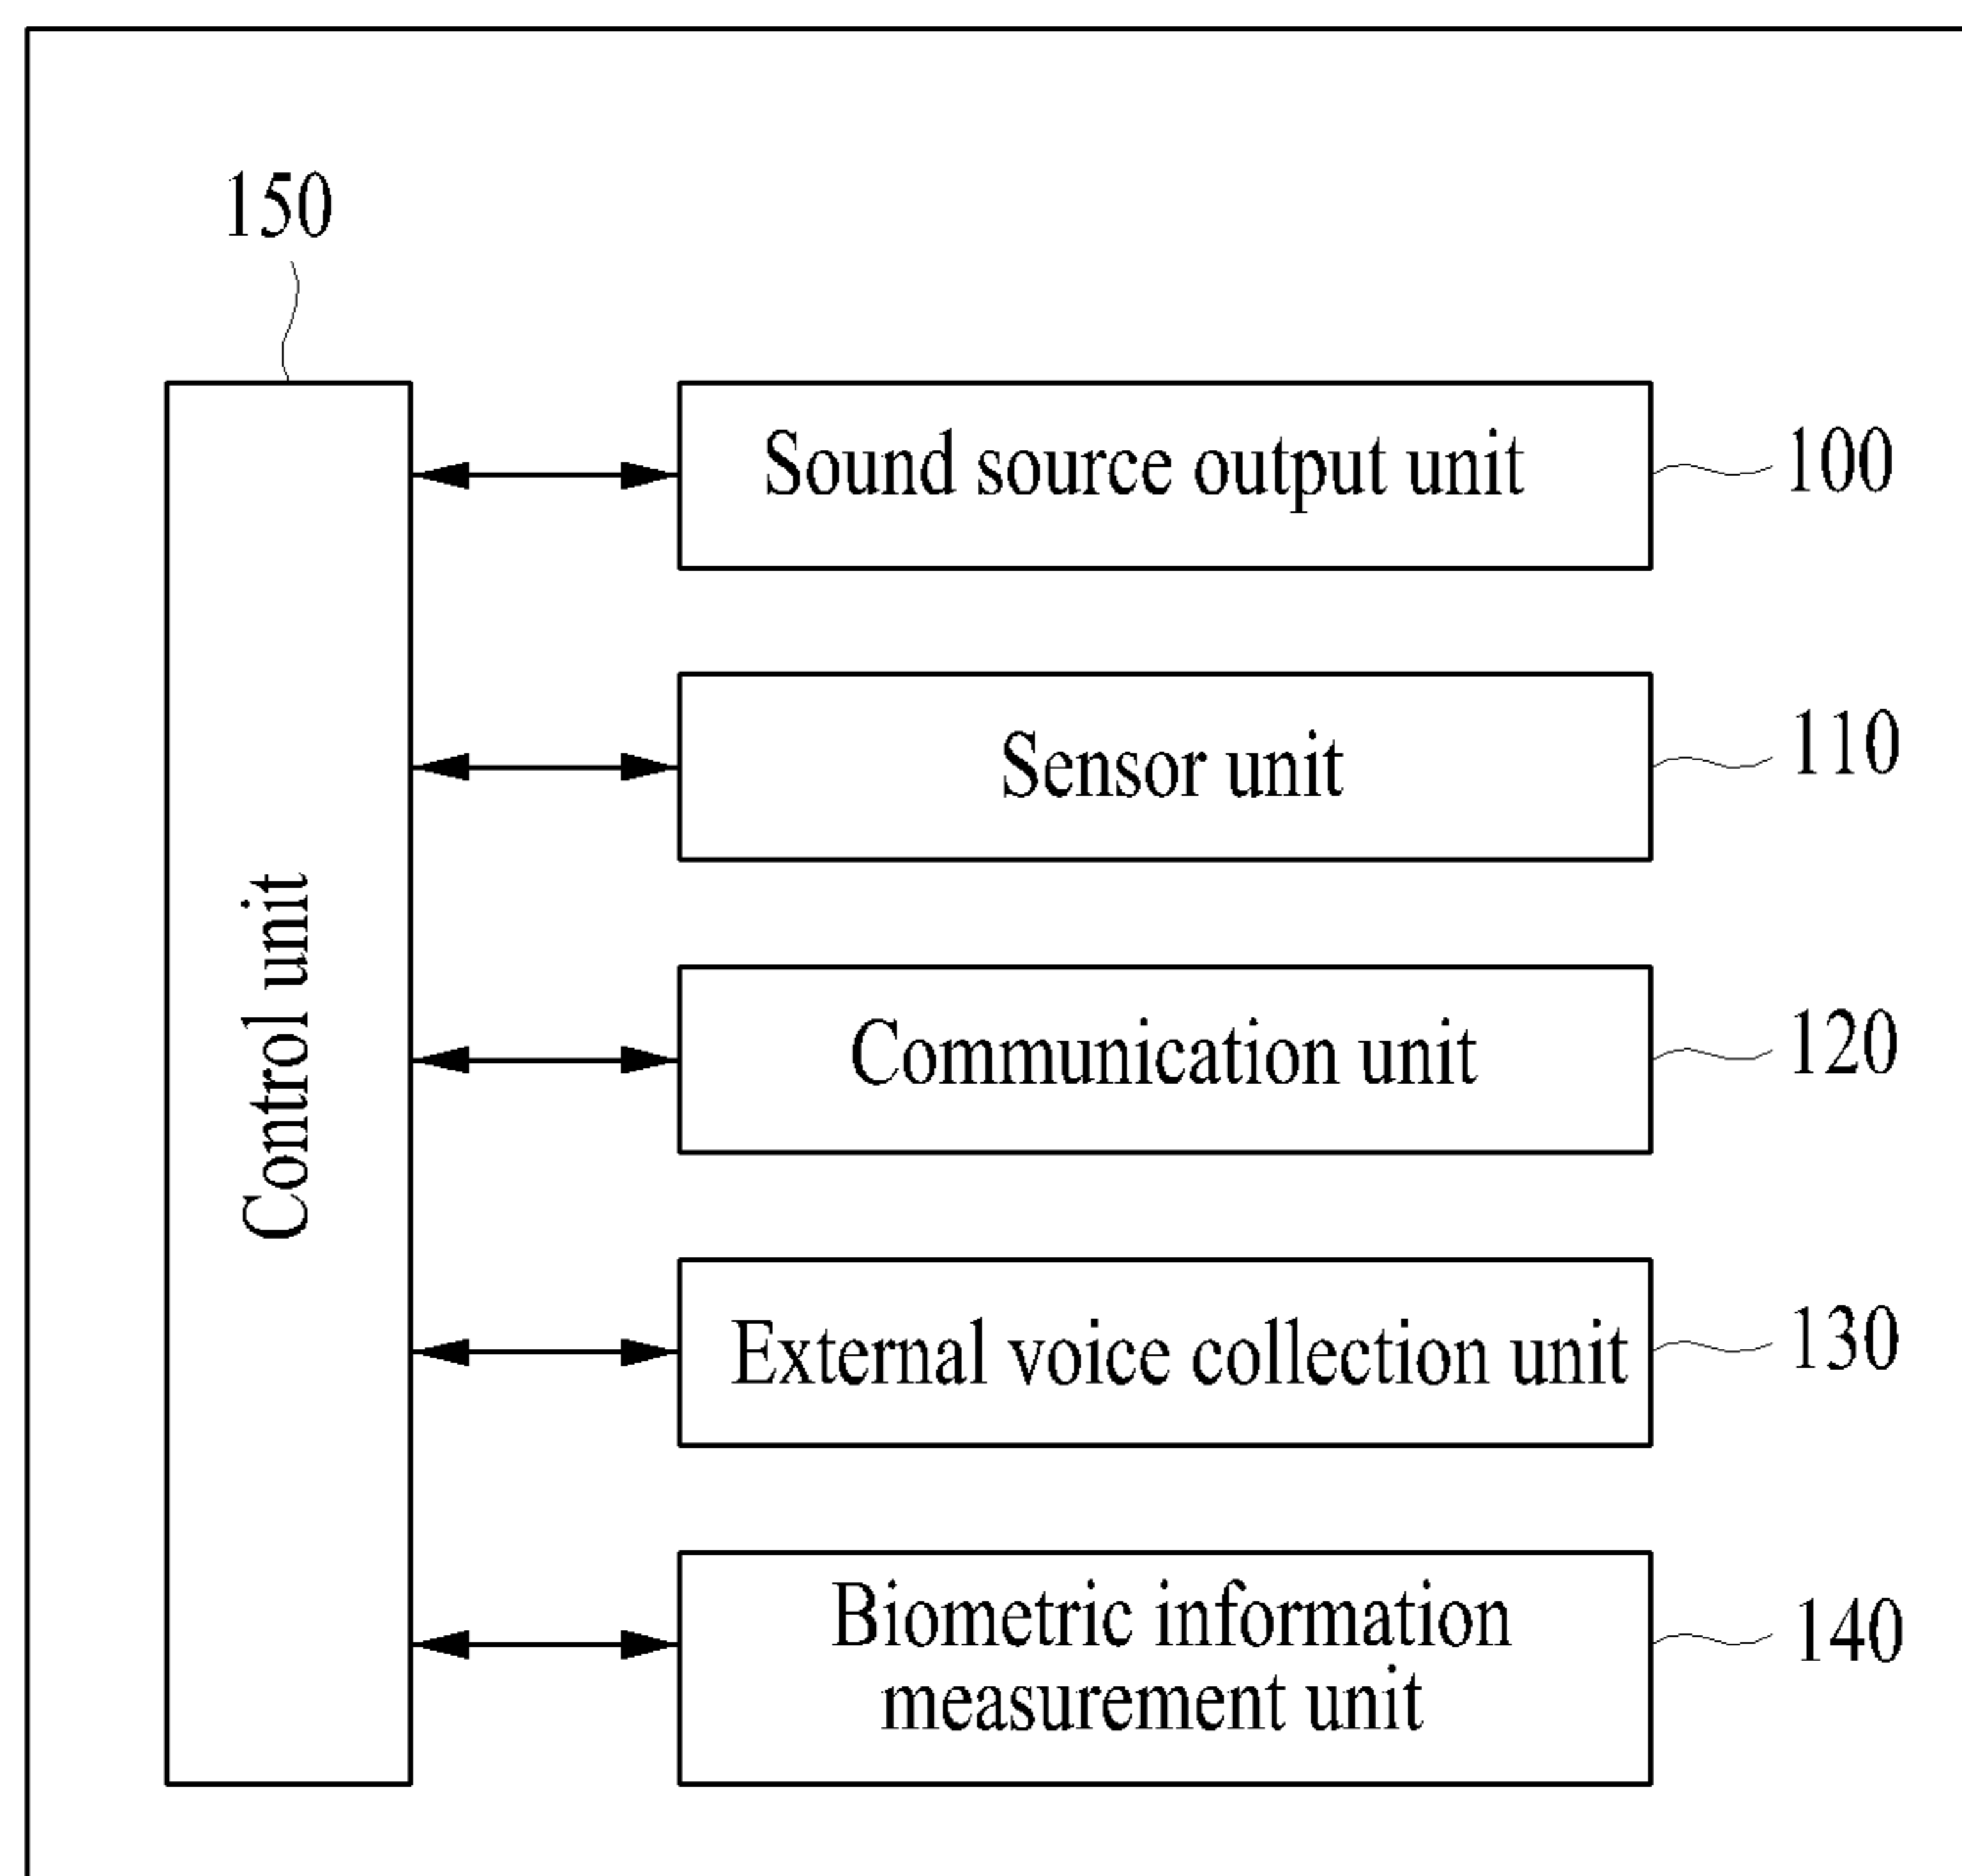 150
Control unit
Sound source output unit
100
Sensor unit
110
Communication unit
120
External voice collection unit
130
Biometric information
measurement unit
140